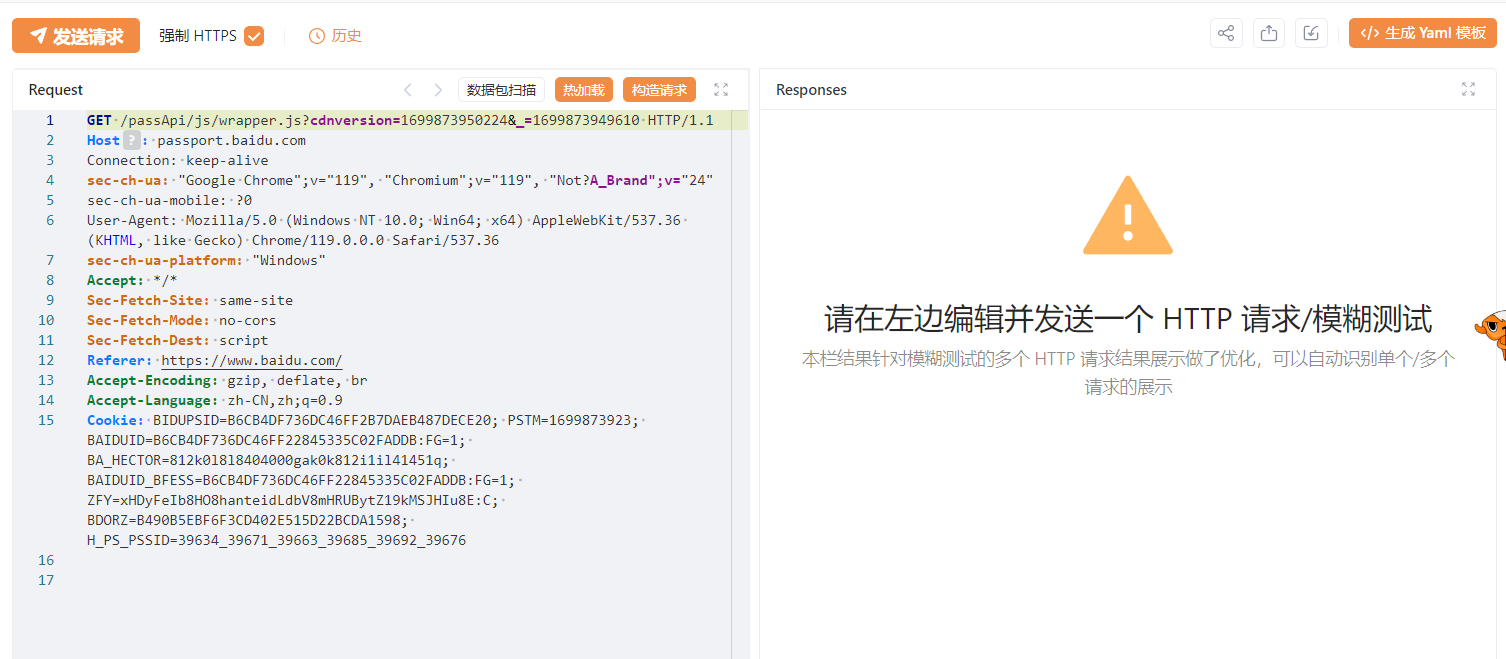 发送请求 强制 HTTPS 历史 </> 生成 Yaml 模板
Request 数据包扫描 热加载 构造请求 Responses
1 GET /passApi/js/wrapper.js?cdnversion=1699873950224&_=1699873949610 HTTP/1.1
2 Host ? : passport.baidu.com
3 Connection: keep-alive
4 sec-ch-ua: "Google Chrome";v="119", "Chromium";v="119", "Not?A_Brand";v="24"
5 sec-ch-ua-mobile: ?0
6 User-Agent: Mozilla/5.0 (Windows NT 10.0; Win64; x64) AppleWebKit/537.36
(KHTML, like Gecko) Chrome/119.0.0.0 Safari/537.36
7 sec-ch-ua-platform: "Windows"
8 Accept: */*
9 Sec-Fetch-Site: same-site
10 Sec-Fetch-Mode: no-cors
11 Sec-Fetch-Dest: script
12 Referer: https://www.baidu.com/
13 Accept-Encoding: gzip, deflate, br
14 Accept-Language: zh-CN,zh;q=0.9
15 Cookie: BIDUPSID=B6CB4DF736DC46FF2B7DAEB487DECE20; PSTM=1699873923;
BAIDUID=B6CB4DF736DC46FF22845335C02FADDB:FG=1;
BA_HECTOR=812k0l8l8404000gak0k812i1il41451q;
BAIDUID_BFESS=B6CB4DF736DC46FF22845335C02FADDB:FG=1;
ZFY=xHDyFeIb8HO8hanteidLdbV8mHRUBytZ19kMSJHIu8E:C;
BDORZ=B490B5EBF6F3CD402E515D22BCDA1598;
H_PS_PSSID=39634_39671_39663_39685_39692_39676
16
17
请在左边编辑并发送一个 HTTP 请求/模糊测试
本栏结果针对模糊测试的多个 HTTP 请求结果展示做了优化，可以自动识别单个/多个
请求的展示